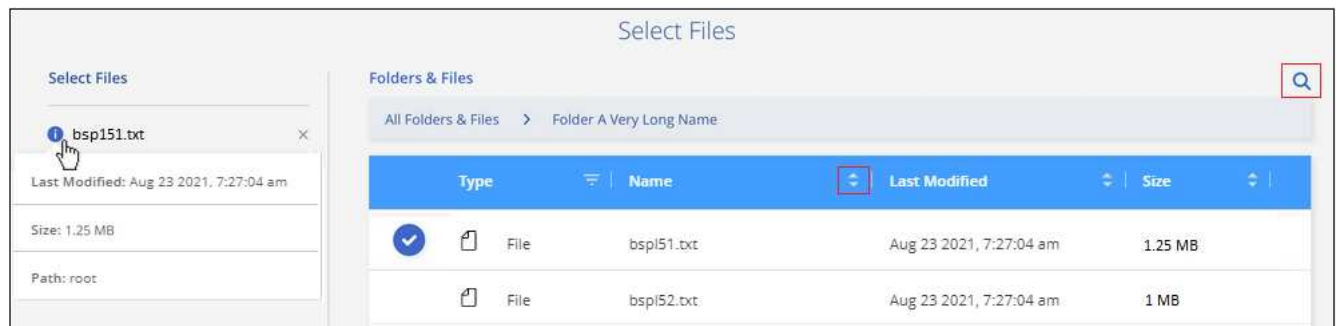 Select Files
Select Files
bsp151.txt
Last Modified: Aug 23 2021, 7:27:04 am
Size: 1.25 MB
Path: root
Folders & Files
All Folders & Files > Folder A Very Long Name
Type Name Last Modified Size
File bspl51.txt Aug 23 2021, 7:27:04 am 1.25 MB
File bspl52.txt Aug 23 2021, 7:27:04 am 1 MB